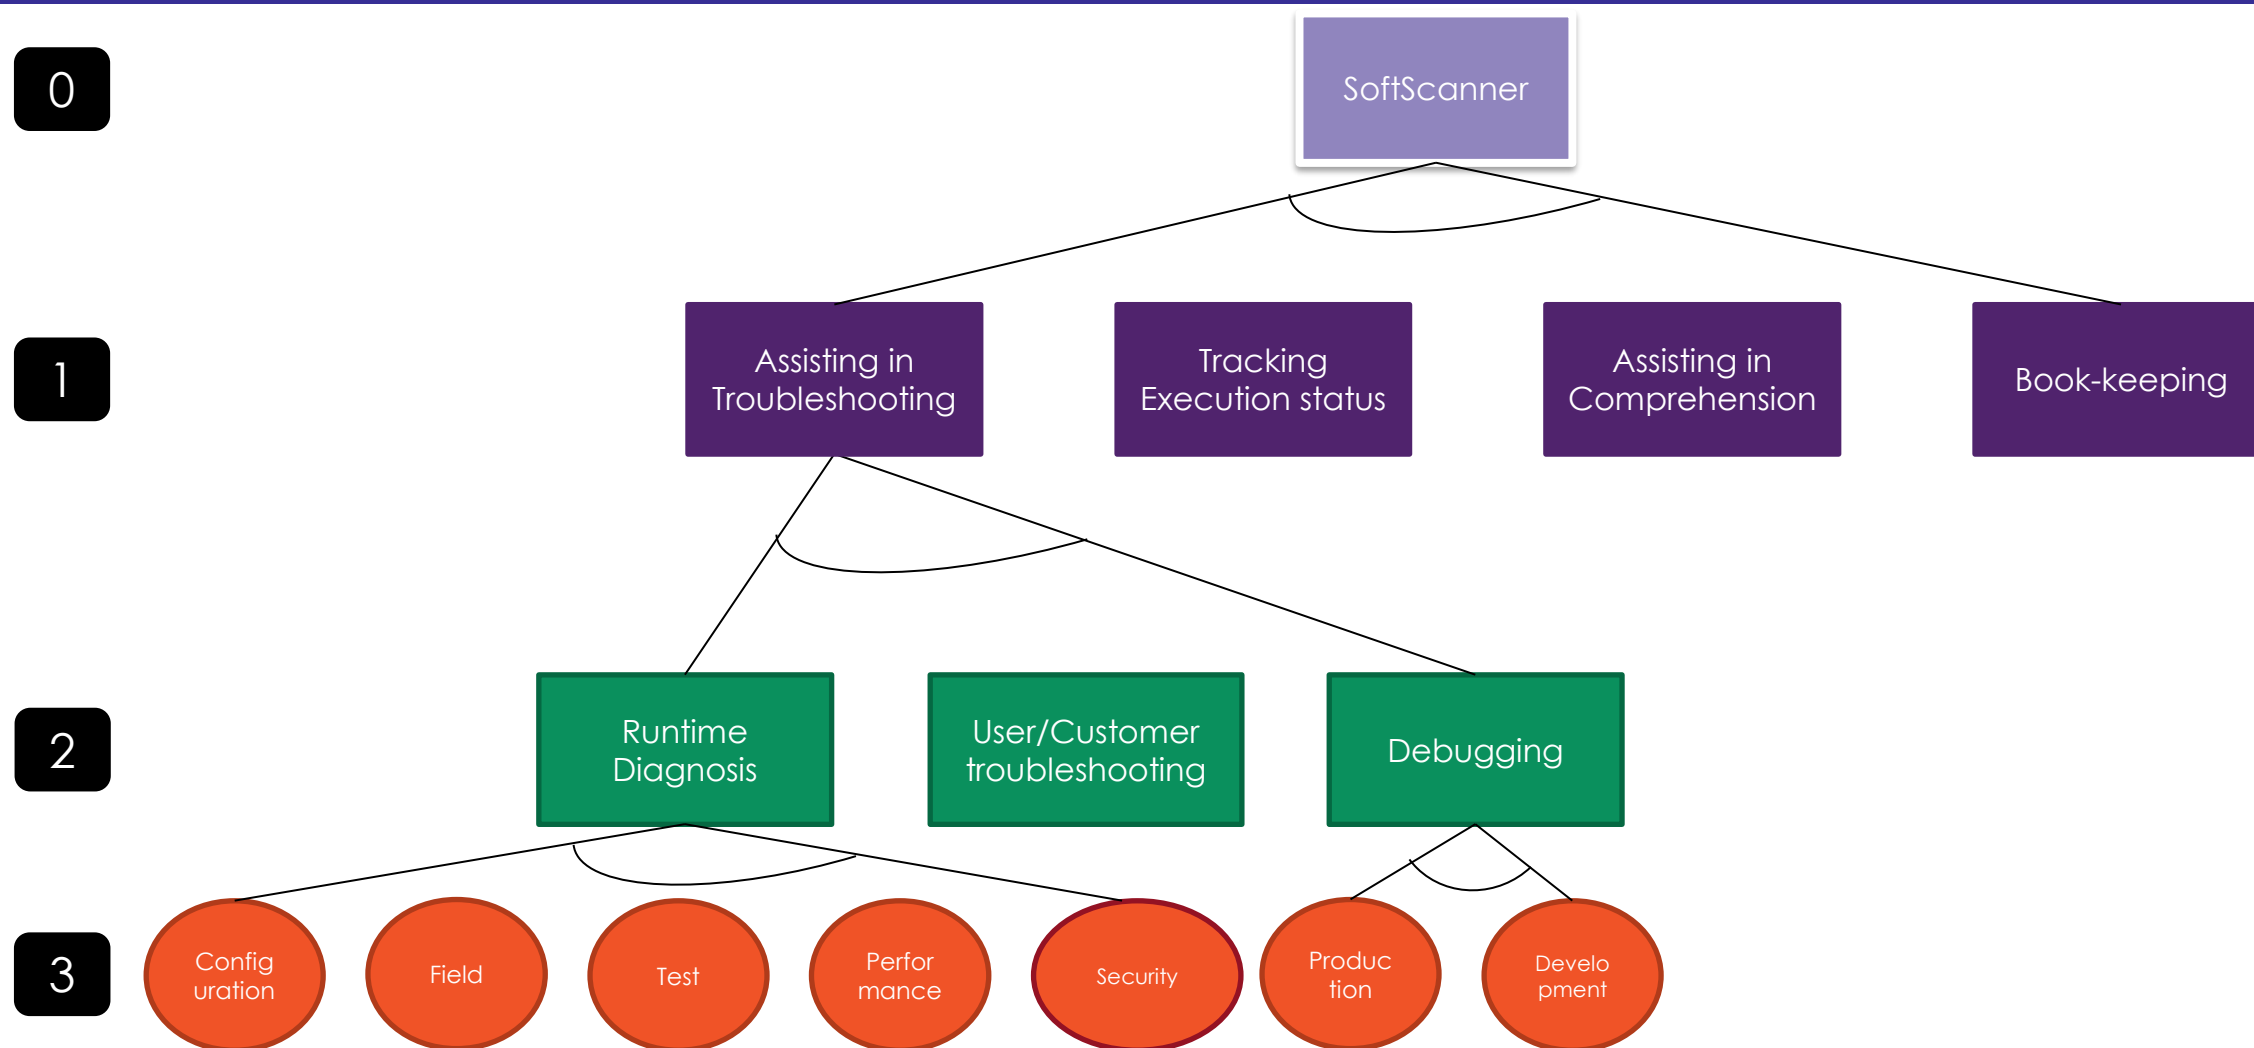 0
SoftScanner
1
Assisting in
Troubleshooting
Tracking
Execution status
Assisting in
Comprehension
Book-keeping
2
Runtime
Diagnosis
User/Customer
troubleshooting
Debugging
3
Config
uration
Field
Test
Perfor
mance
Security
Produc
tion
Develo
pment